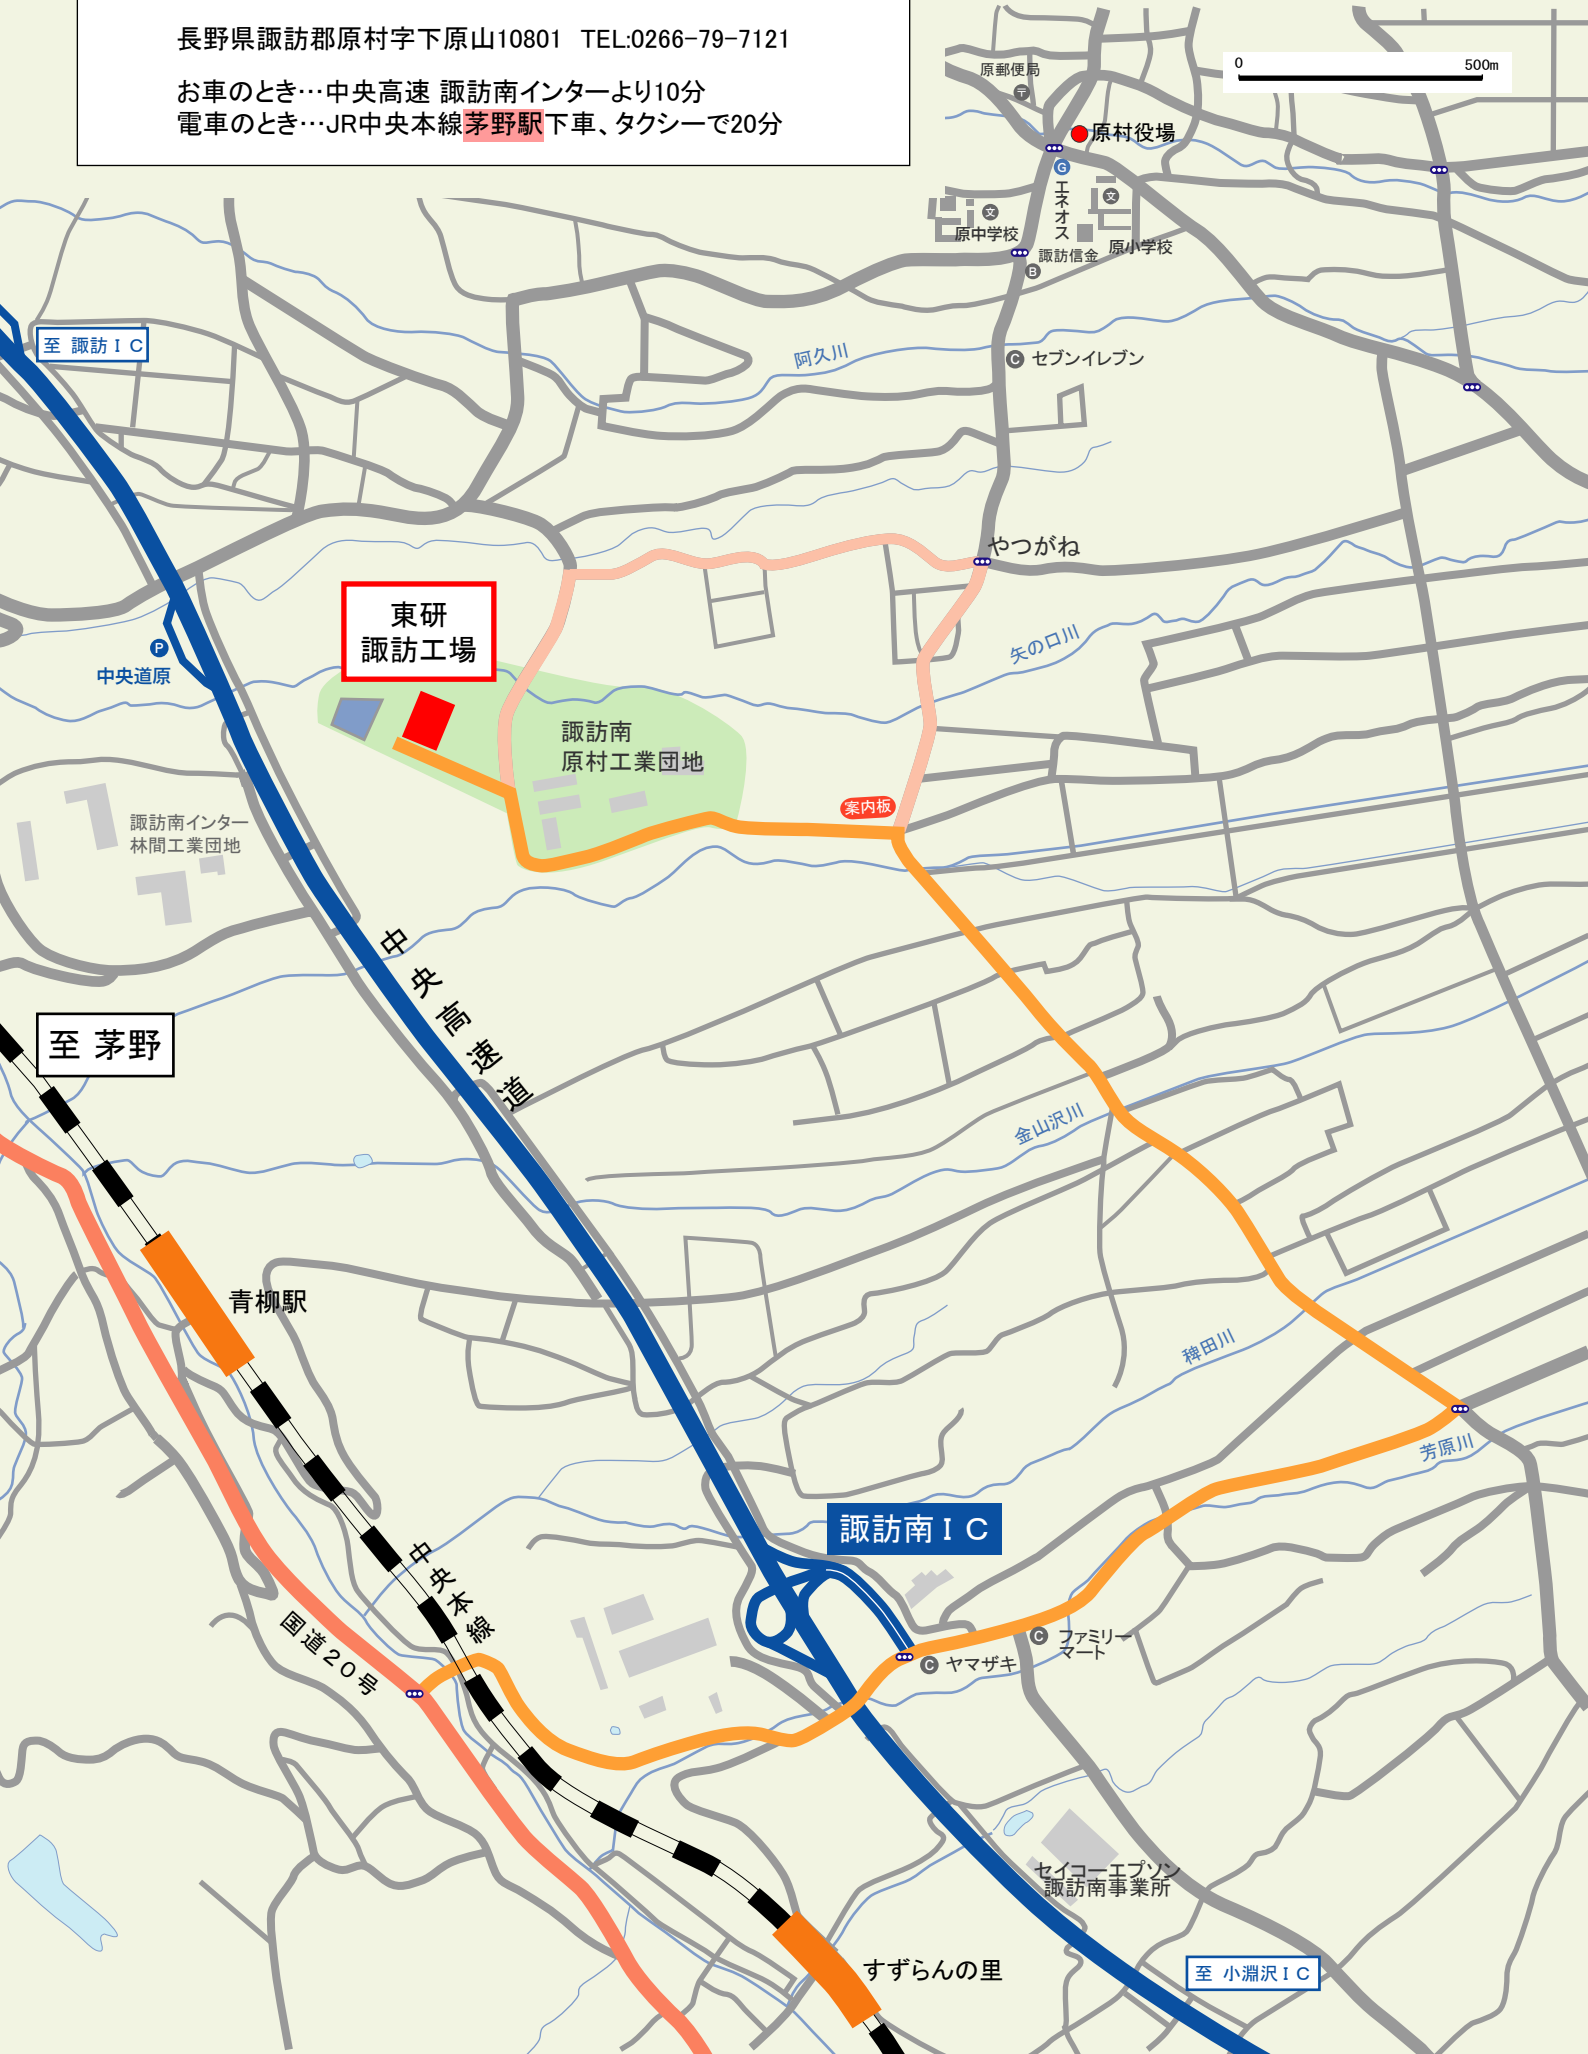 長野県諏訪郡原村字下原山10801 TEL:0266-79-7121
お車のとき…中央高速 諏訪南インターより10分
電車のとき…JR中央本線茅野駅下車、タクシーで20分
0 500m
原郵便局
〒
原村役場
G
エネオス
文
文
原中学校
原小学校
諏訪信金
B
至 諏訪IC
阿久川
C セブンイレブン
やつがね
東研
諏訪工場
矢の口川
P
中央道原
諏訪南
原村工業団地
案内板
諏訪南インター
林間工業団地
中央高速道
至 茅野
金山沢川
青柳駅
稗田川
芳原川
諏訪南IC
中央本線
国道20号
C ファミリー
マート
C ヤマザキ
セイコーエプソン
諏訪南事業所
すずらんの里
至 小淵沢IC